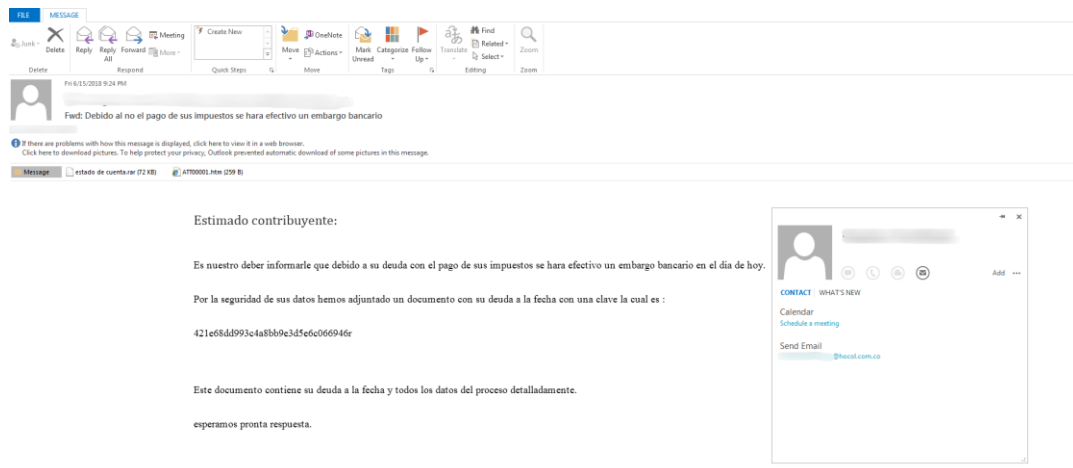 FILE MESSAGE
Junk Delete Reply Reply All Forward Meeting More Create New Move OneNote Actions Mark Unread Categorize Follow Up Translate Find Related Select Zoom
Delete Respond Quick Steps Move Tags Editing Zoom
Fri 6/15/2018 9:24 PM
Fwd: Debido al no el pago de sus impuestos se hara efectivo un embargo bancario
If there are problems with how this message is displayed, click here to view it in a web browser.
Click here to download pictures. To help protect your privacy, Outlook prevented automatic download of some pictures in this message.
Message estado de cuenta.rar (72 KB) ATT00001.htm (259 B)
Estimado contribuyente:
Es nuestro deber informarle que debido a su deuda con el pago de sus impuestos se hara efectivo un embargo bancario en el dia de hoy.
Por la seguridad de sus datos hemos adjuntado un documento con su deuda a la fecha con una clave la cual es :
421e68dd993c4a8bb9e3d5e6c066946r
Este documento contiene su deuda a la fecha y todos los datos del proceso detalladamente.
esperamos pronta respuesta.
Add
CONTACT WHAT'S NEW
Calendar
Schedule a meeting
Send Email
@hocol.com.co